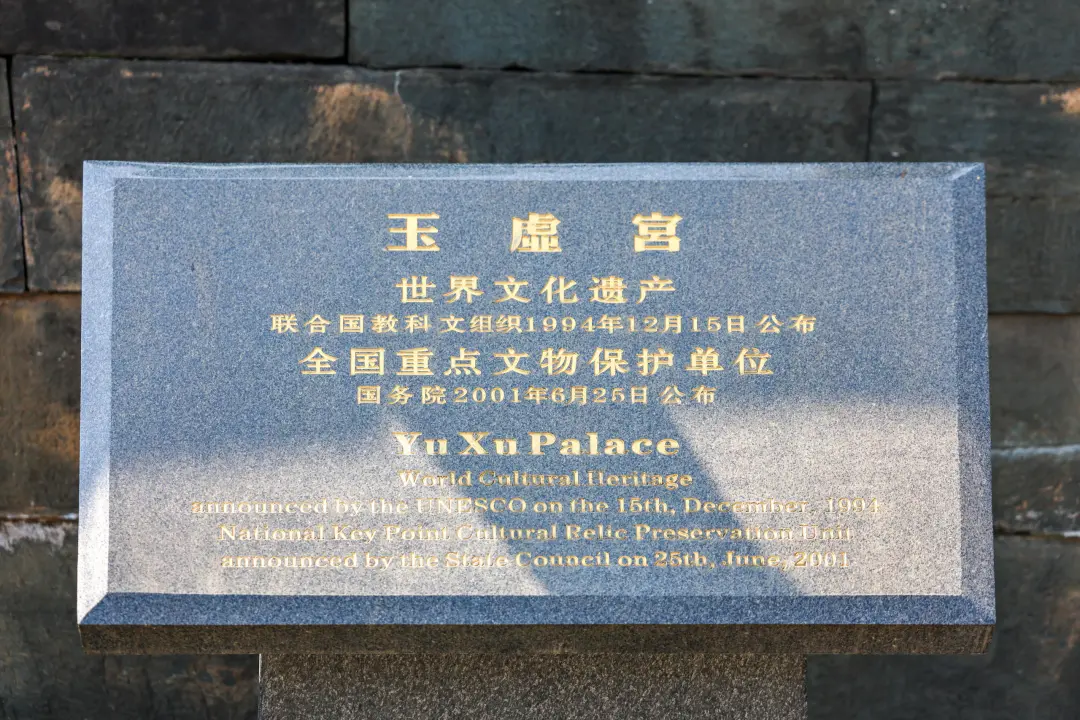 玉虚宫
世界文化遗产
联合国教科文组织1994年12月15日公布
全国重点文物保护单位
国务院2001年6月25日公布
Yu Xu Palace
World Cultural Heritage
announced by the UNESCO on the 15th, December, 1994
National Key Point Cultural Relic Preservation Unit
announced by the State Council on 25th, June, 2001